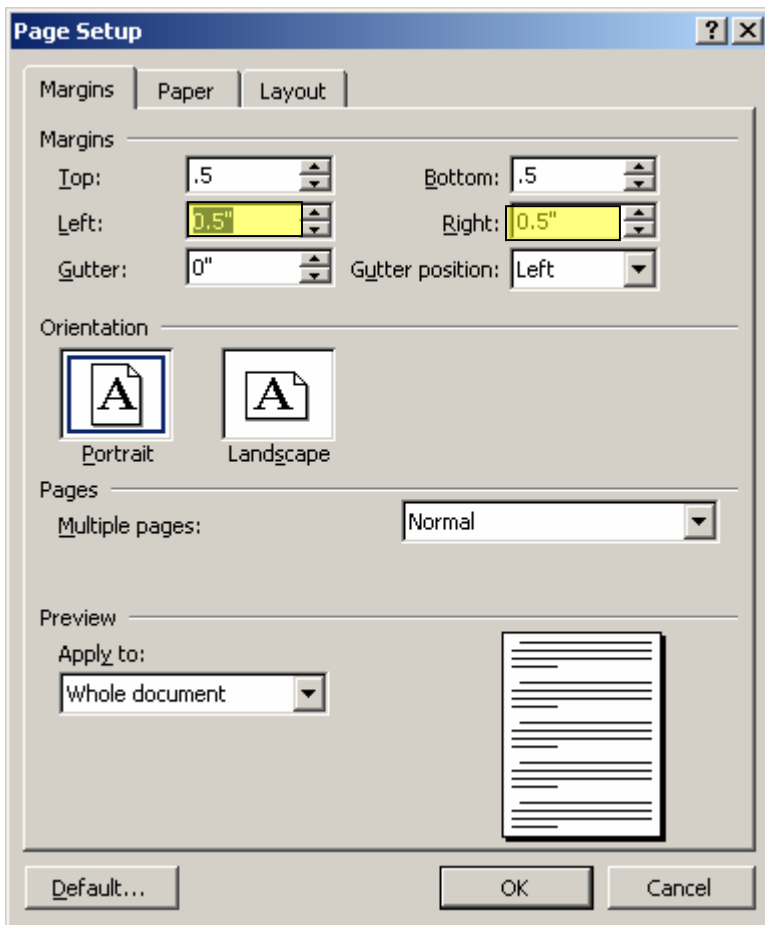 Page Setup ? X
Margins Paper Layout
Margins
Top: .5 Bottom: .5
Left: 0.5" Right: 0.5"
Gutter: 0" Gutter position: Left
Orientation
A A
Portrait Landscape
Pages
Multiple pages: Normal
Preview
Apply to:
Whole document
Default... OK Cancel